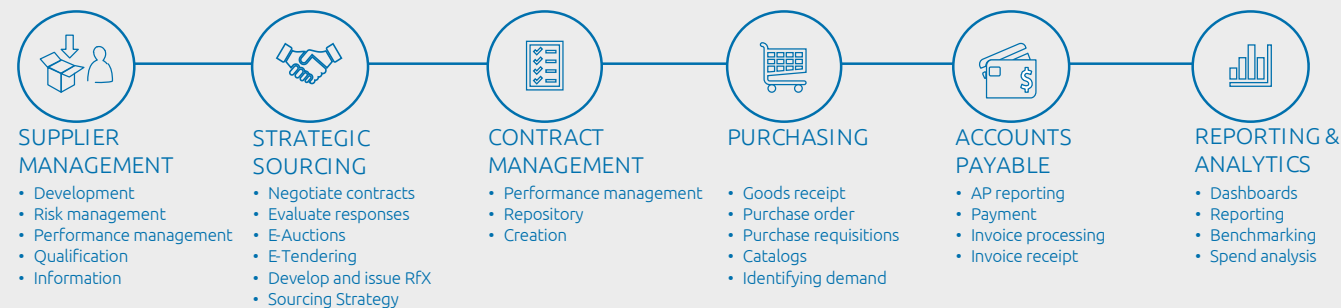 SUPPLIER
MANAGEMENT
• Development
• Risk management
• Performance management
• Qualification
• Information
STRATEGIC
SOURCING
• Negotiate contracts
• Evaluate responses
• E-Auctions
• E-Tendering
• Develop and issue RfX
• Sourcing Strategy
CONTRACT
MANAGEMENT
• Performance management
• Repository
• Creation
PURCHASING
• Goods receipt
• Purchase order
• Purchase requisitions
• Catalogs
• Identifying demand
$
ACCOUNTS
PAYABLE
• AP reporting
• Payment
• Invoice processing
• Invoice receipt
REPORTING &
ANALYTICS
• Dashboards
• Reporting
• Benchmarking
• Spend analysis